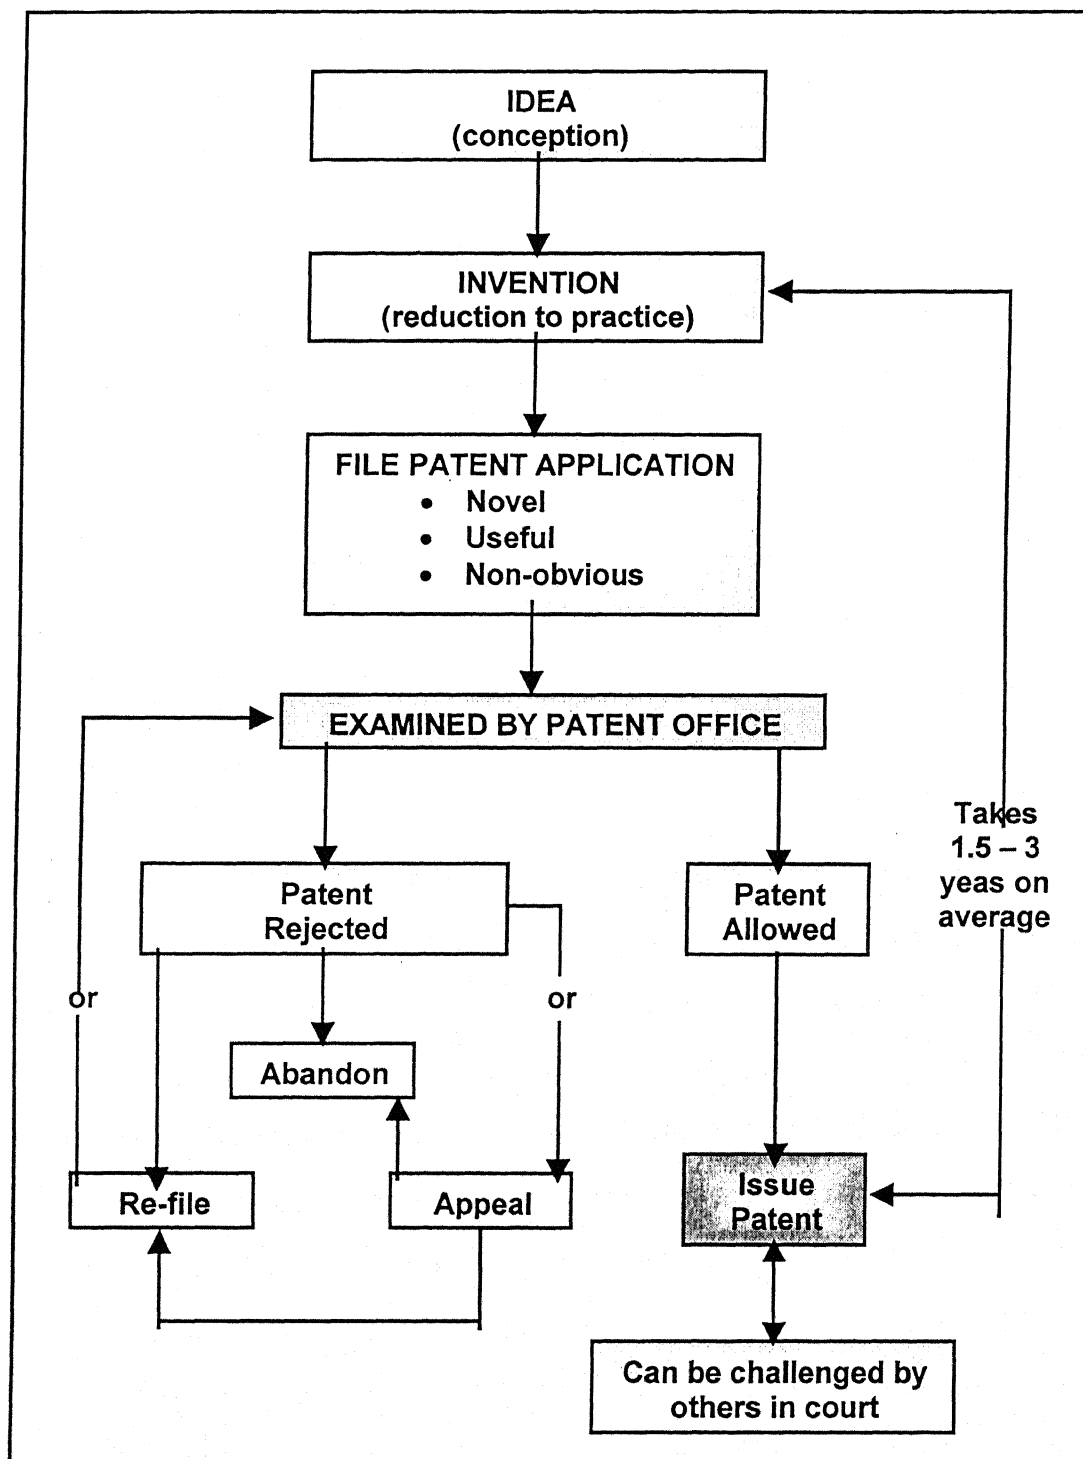 IDEA
(conception)
INVENTION
(reduction to practice)
FILE PATENT APPLICATION
• Novel
• Useful
• Non-obvious
EXAMINED BY PATENT OFFICE
Takes
1.5 – 3
yeas on
average
Patent
Rejected
Patent
Allowed
or
or
Abandon
Re-file
Appeal
Issue
Patent
Can be challenged by
others in court